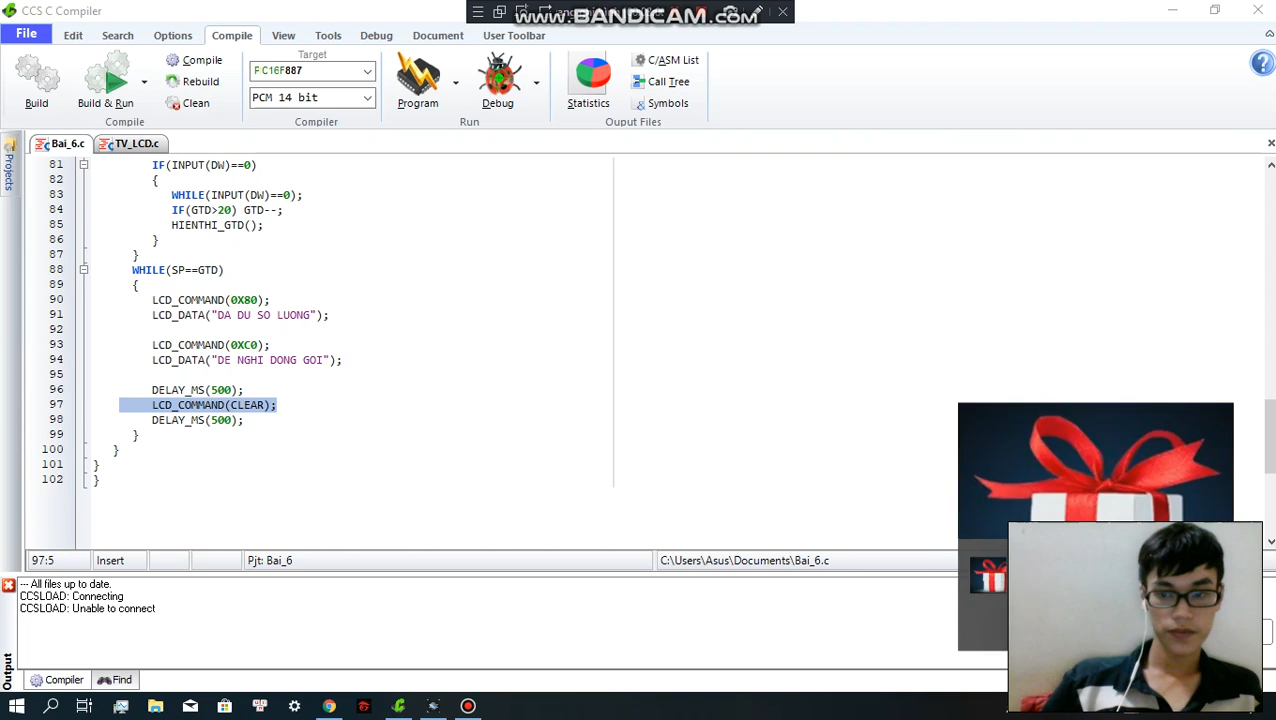 CCS C Compiler
www.BANDICAM.com
File Edit Search Options Compile View Tools Debug Document User Toolbar
Build
Build & Run
Compile
Rebuild
Clean
Compile
Target
PIC16F887
PCM 14 bit
Compiler
Program
Debug
Run
Statistics
C/ASM List
Call Tree
Symbols
Ouput Files
Projects
Bai_6.c TV_LCD.c
81 IF(INPUT(DW)==0)
82 {
83 WHILE(INPUT(DW)==0);
84 IF(GTD>20) GTD--;
85 HIENTHI_GTD();
86 }
87 }
88 WHILE(SP==GTD)
89 {
90 LCD_COMMAND(0X80);
91 LCD_DATA("DA DU SO LUONG");
92
93 LCD_COMMAND(0XC0);
94 LCD_DATA("DE NGHI DONG GOI");
95
96 DELAY_MS(500);
97 LCD_COMMAND(CLEAR);
98 DELAY_MS(500);
99 }
100 }
101 }
102 }
97:5 Insert Pjt: Bai_6 C:\Users\Asus\Documents\Bai_6.c
--- All files up to date.
CCSLOAD: Connecting
CCSLOAD: Unable to connect
Output
Compiler Find